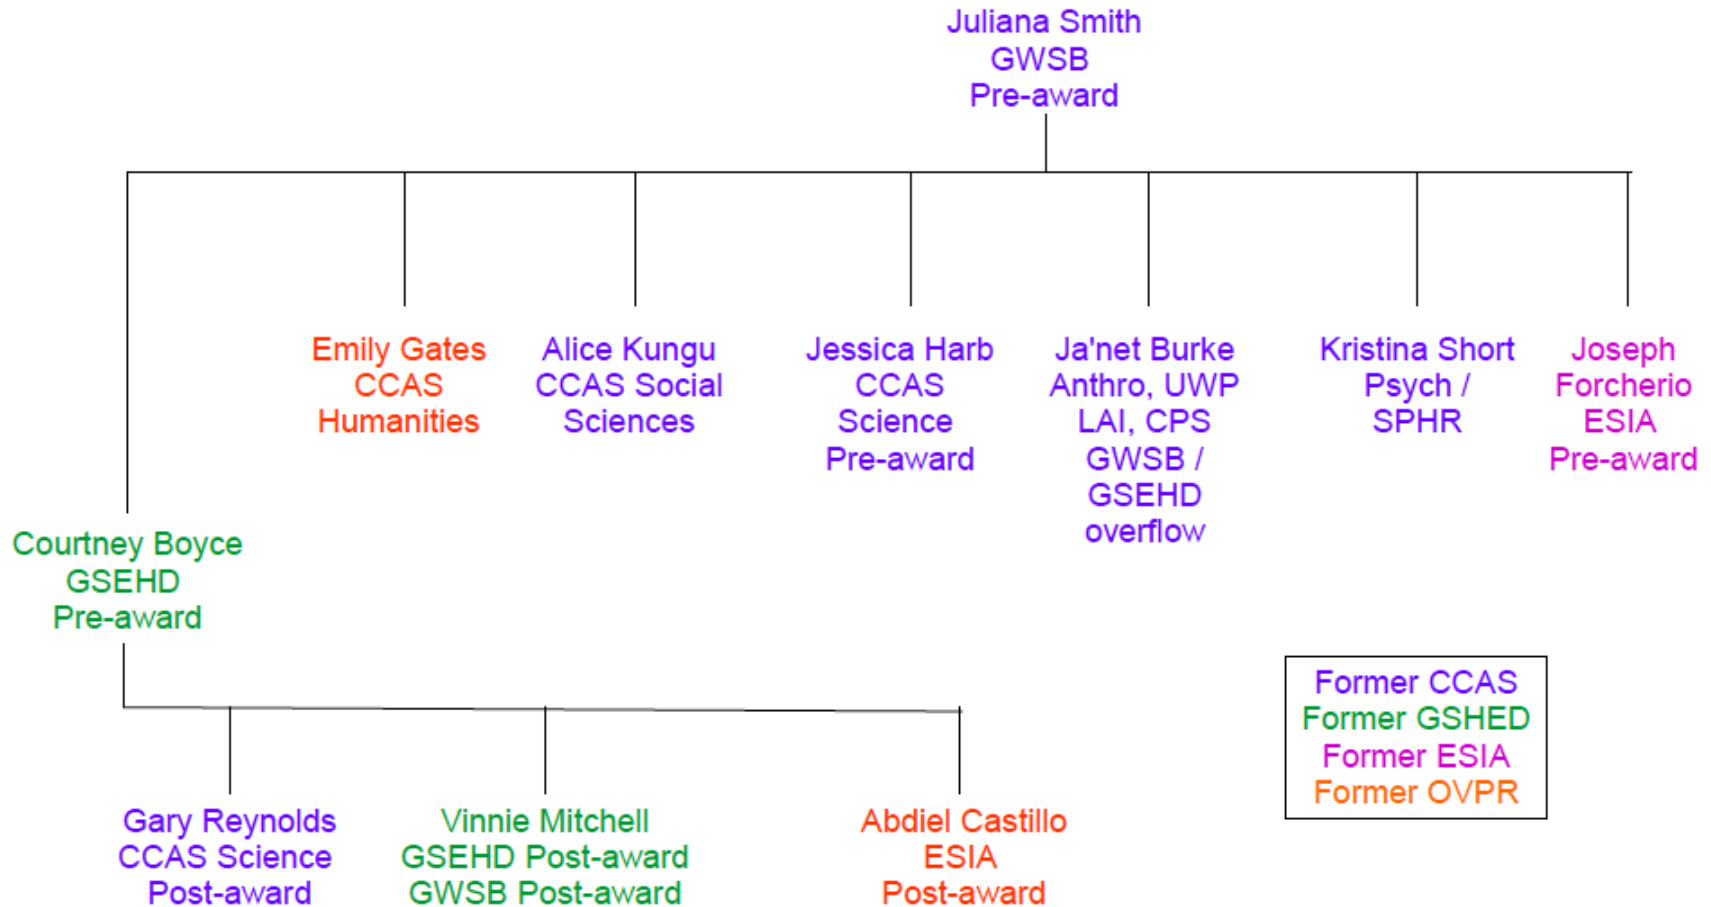 Juliana Smith
GWSB
Pre-award
Emily Gates
CCAS
Humanities
Alice Kungu
CCAS Social
Sciences
Jessica Harb
CCAS
Science
Pre-award
Ja'net Burke
Anthro, UWP
LAI, CPS
GWSB /
GSEHD
overflow
Kristina Short
Psych /
SPHR
Joseph
Forcherio
ESIA
Pre-award
Courtney Boyce
GSEHD
Pre-award
Gary Reynolds
CCAS Science
Post-award
Vinnie Mitchell
GSEHD Post-award
GWSB Post-award
Abdiel Castillo
ESIA
Post-award
Former CCAS
Former GSHED
Former ESIA
Former OVPR